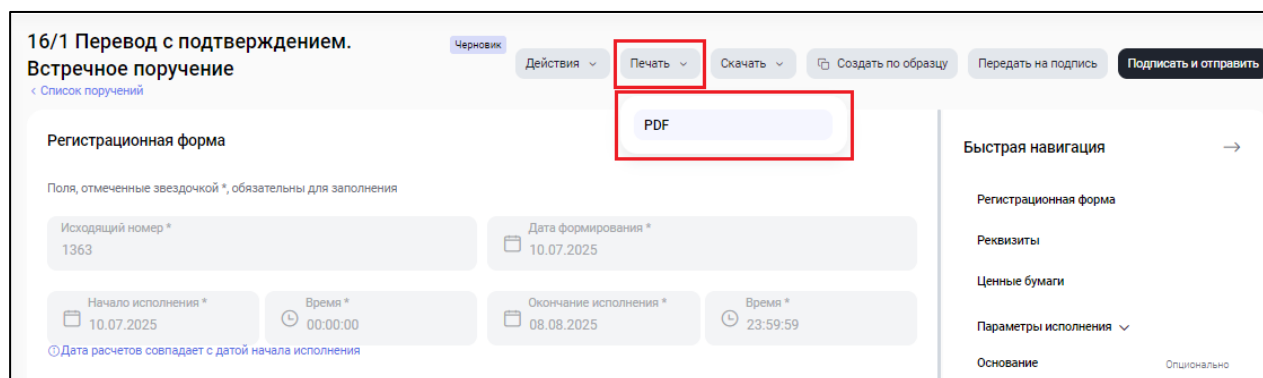 16/1 Перевод с подтверждением.
Встречное поручение
Черновик
Действия
Печать
Скачать
Создать по образцу
Передать на подпись
Подписать и отправить
< Список поручений
PDF
Регистрационная форма
Поля, отмеченные звездочкой *, обязательны для заполнения
Исходящий номер *
1363
Дата формирования *
10.07.2025
Начало исполнения *
10.07.2025
Время *
00:00:00
Окончание исполнения *
08.08.2025
Время *
23:59:59
Дата расчетов совпадает с датой начала исполнения
Быстрая навигация
Регистрационная форма
Реквизиты
Ценные бумаги
Параметры исполнения
Основание
Опционально